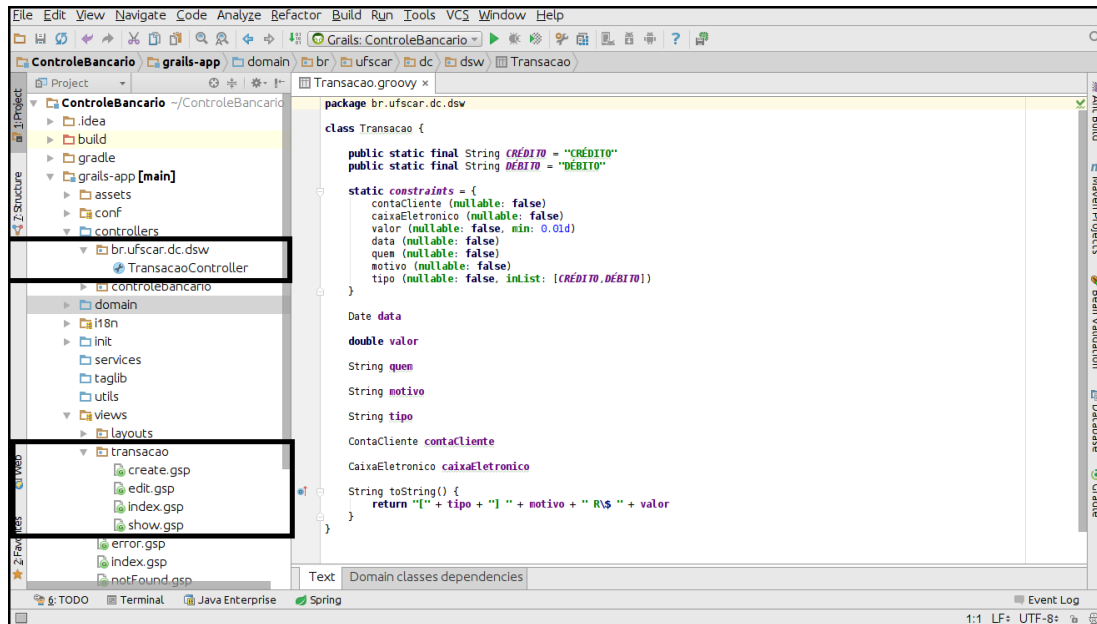 File Edit View Navigate Code Analyze Refactor Build Run Tools VCS Window Help
Grails: ControleBancario
ControleBancario grails-app domain br ufscar dc dsw Transacao
Project
Transacao.groovy ×
1: Project
7: Structure
Web
2: Favorites
ControleBancario ~/ControleBancario
.idea
build
gradle
grails-app [main]
assets
conf
controllers
br.ufscar.dc.dsw
TransacaoController
controlebancario
domain
i18n
init
services
taglib
utils
views
layouts
transacao
create.gsp
edit.gsp
index.gsp
show.gsp
error.gsp
index.gsp
notFound.gsp
package br.ufscar.dc.dsw
class Transacao {
public static final String CRÉDITO = "CRÉDITO"
public static final String DÉBITO = "DÉBITO"
static constraints = {
contaCliente (nullable: false)
caixaEletronico (nullable: false)
valor (nullable: false, min: 0.01d)
data (nullable: false)
quem (nullable: false)
motivo (nullable: false)
tipo (nullable: false, inList: [CRÉDITO,DÉBITO])
}
Date data
double valor
String quem
String motivo
String tipo
ContaCliente contaCliente
CaixaEletronico caixaEletronico
String toString() {
return "[" + tipo + "] " + motivo + " R\$ " + valor
}
}
Text Domain classes dependencies
Ant Build
Maven Projects
Bean Validation
Database
Gradle
6: TODO Terminal Java Enterprise Spring Event Log
1:1 LF UTF-8